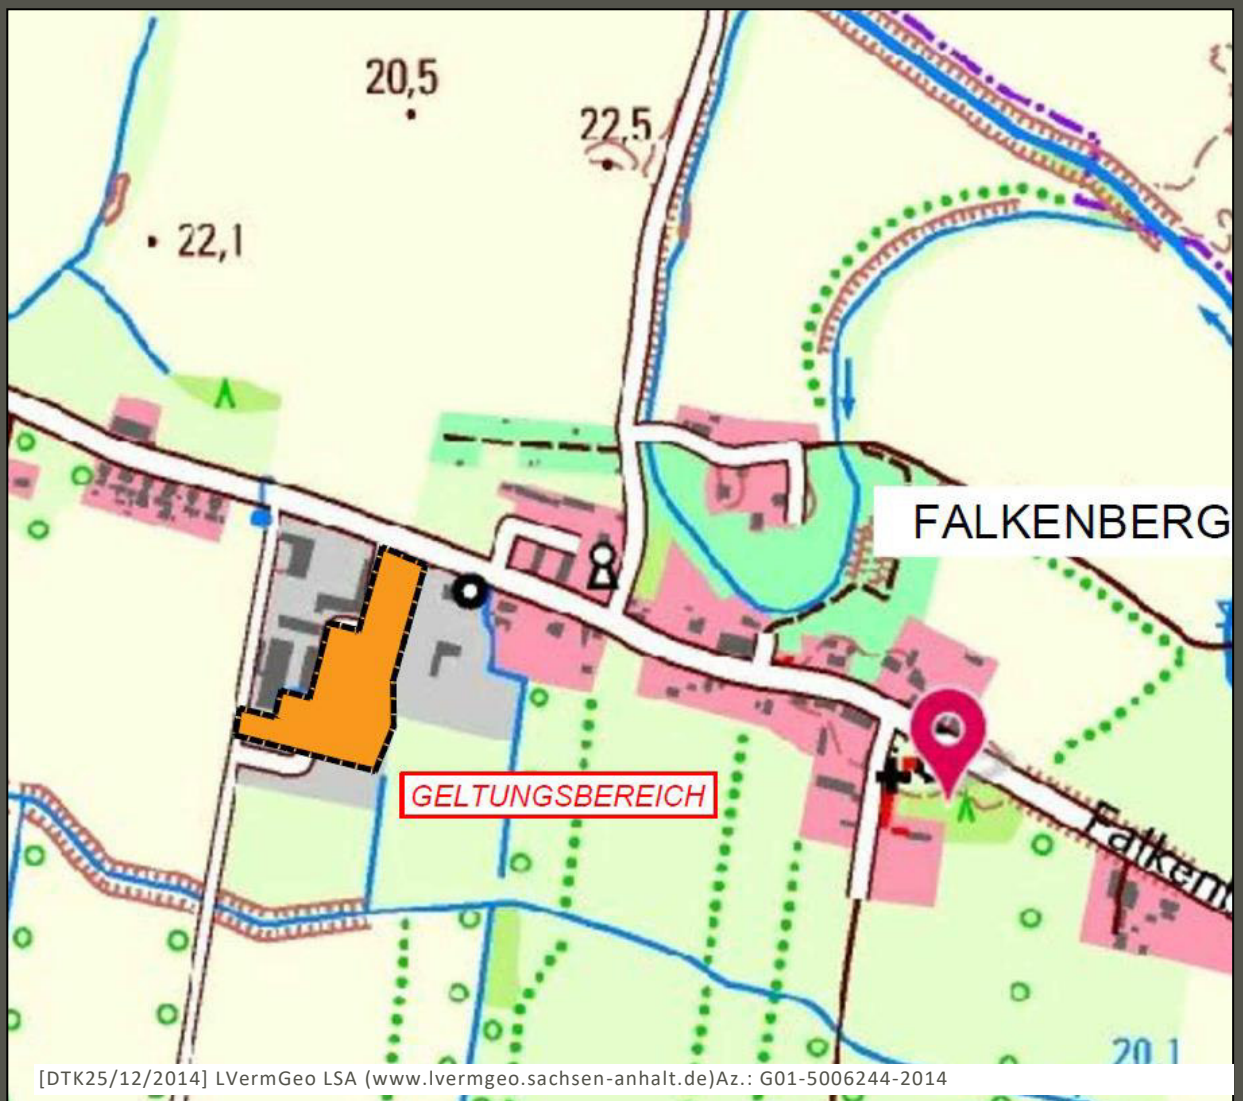 20,5
22,5
22,1
FALKENBERG
GELTUNGSBEREICH
20 1
[DTK25/12/2014] LVermGeo LSA (www.lvermgeo.sachsen-anhalt.de)Az.: G01-5006244-2014